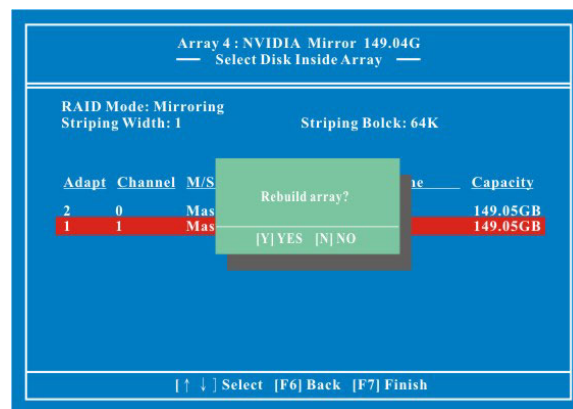 Array 4 : NVIDIA Mirror 149.04G
Select Disk Inside Array
RAID Mode: Mirroring
Striping Width: 1 Striping Bolck: 64K
Adapt Channel M/S me Capacity
2 0 Mas 149.05GB
1 1 Mas 149.05GB
Rebuild array?
[Y] YES [N] NO
[↑ ↓] Select [F6] Back [F7] Finish